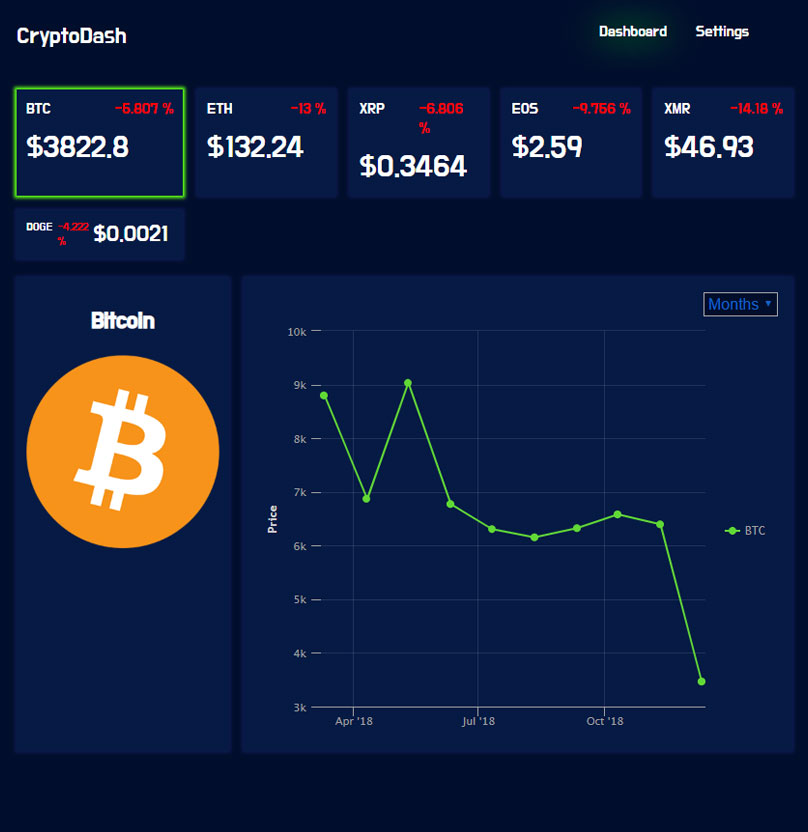 CryptoDash
Dashboard Settings
BTC -5.807 %
$3822.8
ETH -13 %
$132.24
XRP -6.806
%
$0.3464
EOS -9.756 %
$2.59
XMR -14.18 %
$46.93
DOGE -4.222
%
$0.0021
Bitcoin
Months
10k
9k
8k
7k
6k
5k
4k
3k
Price
Apr '18
Jul '18
Oct '18
BTC